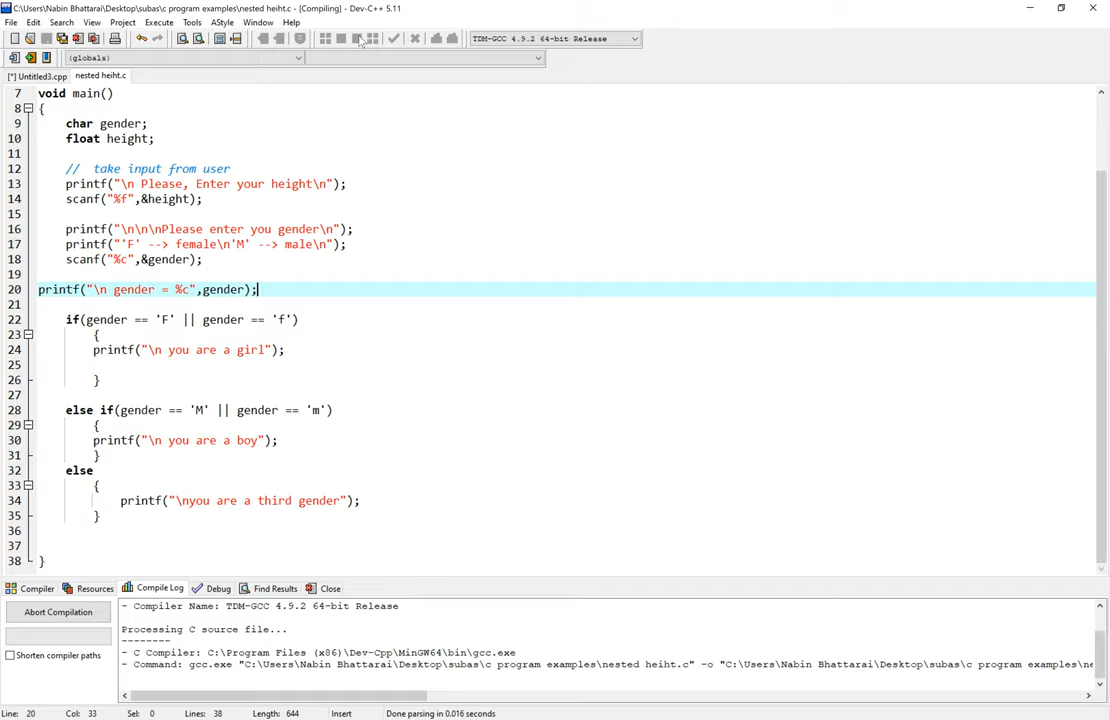 C:\Users\Nabin Bhattarai\Desktop\subas\c program examples\nested heiht.c - [Compiling] - Dev-C++ 5.11
File Edit Search View Project Execute Tools AStyle Window Help
TDM-GCC 4.9.2 64-bit Release
(globals)
[*] Untitled3.cpp nested heiht.c
7 void main()
8 {
9 char gender;
10 float height;
11
12 // take input from user
13 printf("\n Please, Enter your height\n");
14 scanf("%f",&height);
15
16 printf("\n\n\nPlease enter you gender\n");
17 printf("'F' --> female\n'M' --> male\n");
18 scanf("%c",&gender);
19
20 printf("\n gender = %c",gender);
21
22 if(gender == 'F' || gender == 'f')
23 {
24 printf("\n you are a girl");
25
26 }
27
28 else if(gender == 'M' || gender == 'm')
29 {
30 printf("\n you are a boy");
31 }
32 else
33 {
34 printf("\nyou are a third gender");
35 }
36
37
38 }
Compiler Resources Compile Log Debug Find Results Close
Abort Compilation
Shorten compiler paths
- Compiler Name: TDM-GCC 4.9.2 64-bit Release
Processing C source file...
--------
- C Compiler: C:\Program Files (x86)\Dev-Cpp\MinGW64\bin\gcc.exe
- Command: gcc.exe "C:\Users\Nabin Bhattarai\Desktop\subas\c program examples\nested heiht.c" -o "C:\Users\Nabin Bhattarai\Desktop\subas\c program examples\ne
Line: 20 Col: 33 Sel: 0 Lines: 38 Length: 644 Insert Done parsing in 0.016 seconds